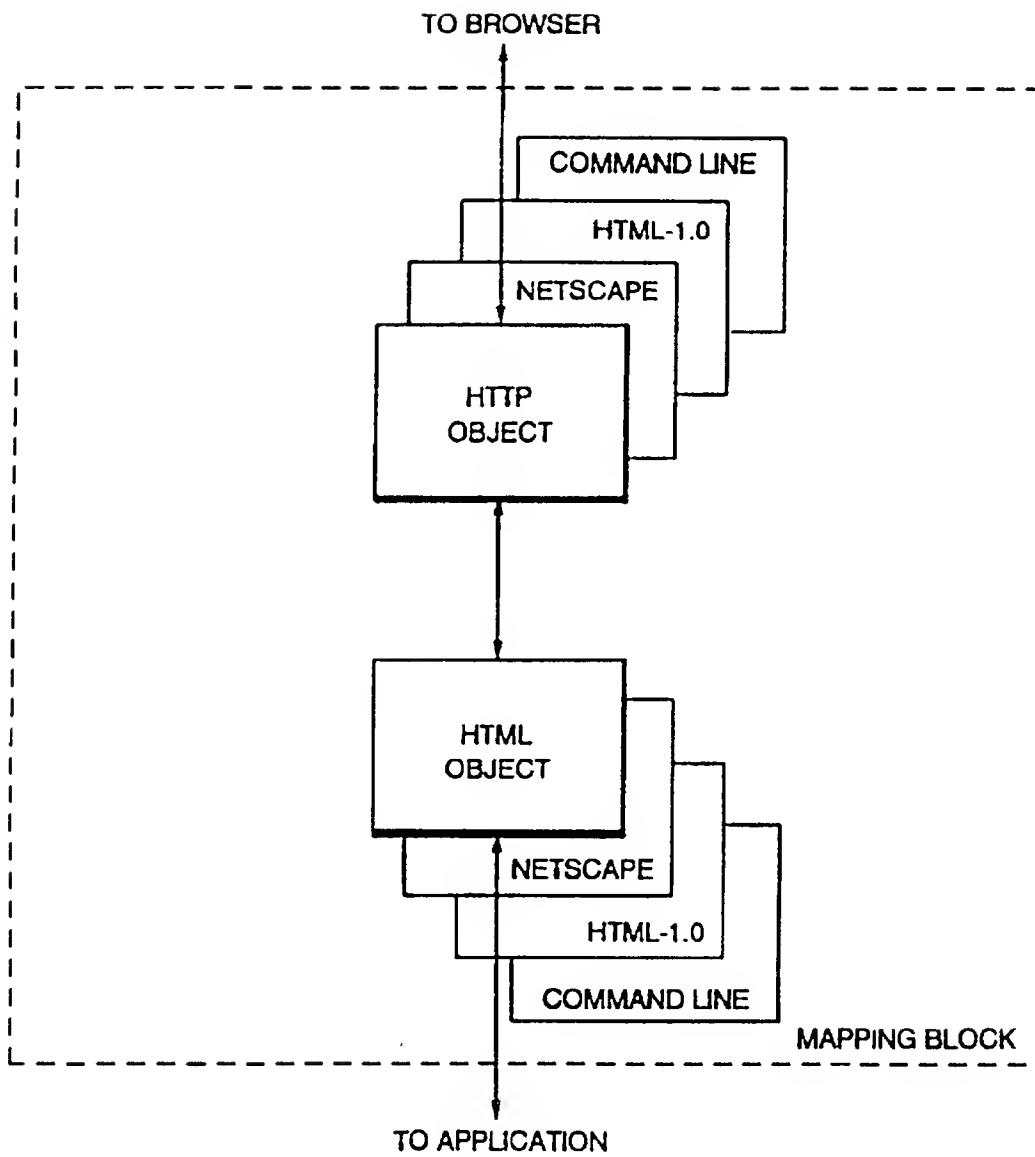 TO BROWSER
COMMAND LINE
HTML-1.0
NETSCAPE
HTTP
OBJECT
HTML
OBJECT
NETSCAPE
HTML-1.0
COMMAND LINE
MAPPING BLOCK
TO APPLICATION